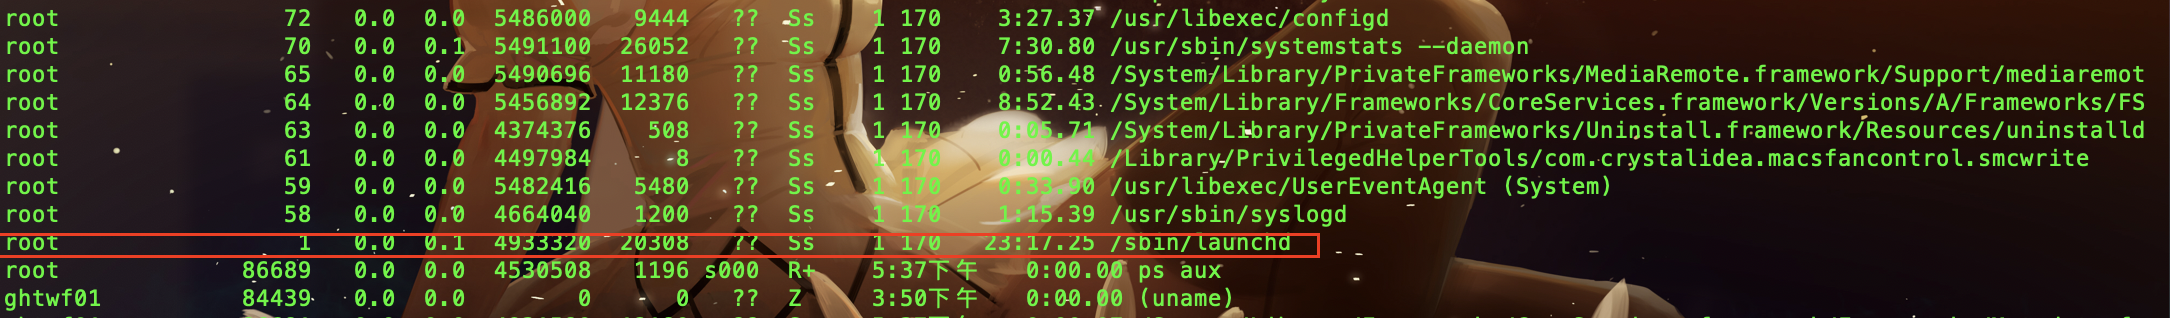 root 72 0.0 0.0 5486000 9444 ?? Ss 1 170 3:27.37 /usr/libexec/configd
root 70 0.0 0.1 5491100 26052 ?? Ss 1 170 7:30.80 /usr/sbin/systemstats --daemon
root 65 0.0 0.0 5490696 11180 ?? Ss 1 170 0:56.48 /System/Library/PrivateFrameworks/MediaRemote.framework/Support/mediaremot
root 64 0.0 0.1 5456892 12376 ?? Ss 1 170 8:52.43 /System/Library/Frameworks/CoreServices.framework/Versions/A/Frameworks/FS
root 63 0.0 0.0 4374376 508 ?? Ss 1 170 0:05.71 /System/Library/PrivateFrameworks/Uninstall.framework/Resources/uninstalld
root 61 0.0 0.0 4497984 8 ?? Ss 1 170 0:00.44 /Library/PrivilegedHelperTools/com.crystalidea.macsfancontrol.smcwrite
root 59 0.0 0.0 5482416 5480 ?? Ss 1 170 0:33.90 /usr/libexec/UserEventAgent (System)
root 58 0.0 0.0 4664040 1200 ?? Ss 1 170 1:15.39 /usr/sbin/syslogd
root 1 0.0 0.1 4933320 20308 ?? Ss 1 170 23:17.25 /sbin/launchd
root 86689 0.0 0.0 4530508 1196 s000 R+ 5:37下午 0:00.00 ps aux
ghtwf01 84439 0.0 0.0 0 0 ?? Z 3:50下午 0:00.00 (uname)